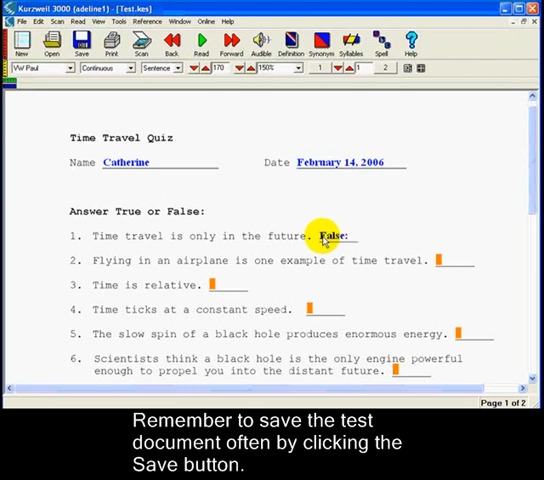 Kurzweil 3000 (adeline1) - [Test.kes]
File Edit View Read Tools Reference Window Online Help
New Open Save Print Scan Back Read Forward Audible Definition Synonym Syllables Spell Help
VW Paul Continuous Sentence 170 150% 1 1 2
Time Travel Quiz
Name Catherine Date February 14, 2006
Answer True or False:
1. Time travel is only in the future. False:
2. Flying in an airplane is one example of time travel.
3. Time is relative.
4. Time ticks at a constant speed.
5. The slow spin of a black hole produces enormous energy.
6. Scientists think a black hole is the only engine powerful
enough to propel you into the distant future.
Page 1 of 2
Remember to save the test
document often by clicking the
Save button.